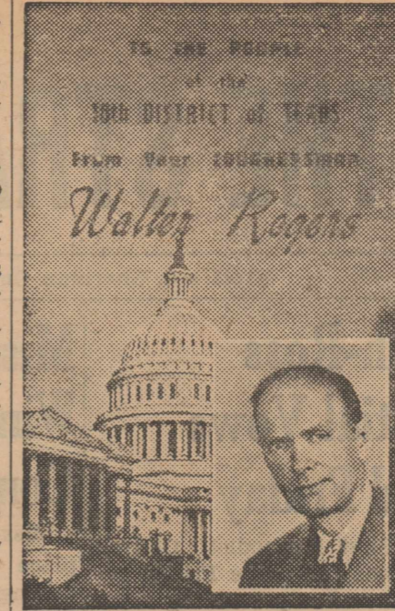 TO THE PEOPLE
of the
18th DISTRICT of TEXAS
From Your CONGRESSMAN
Walter Rogers